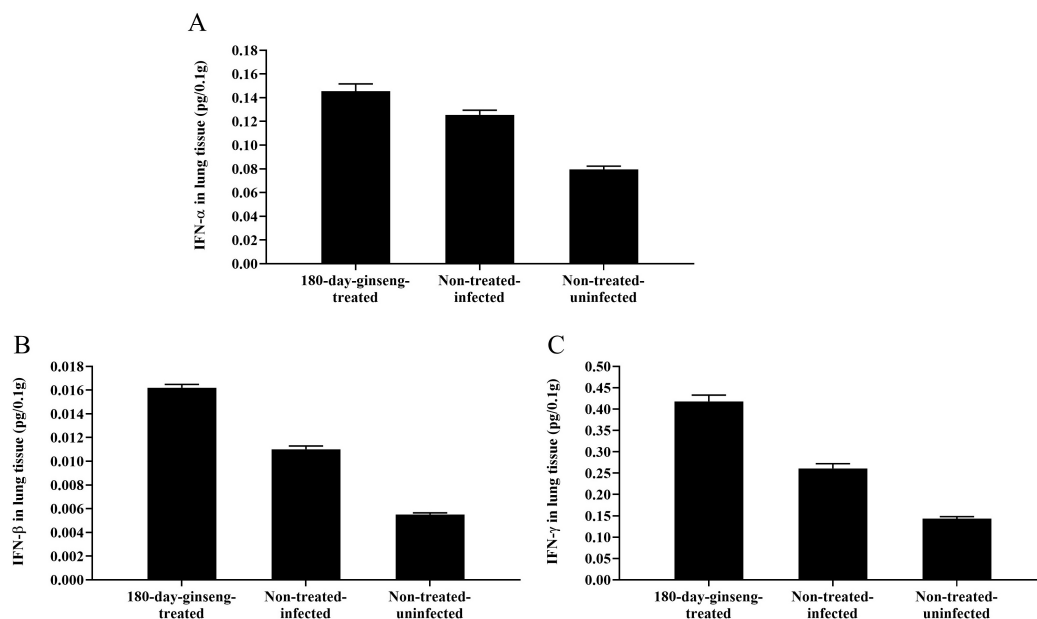 A
IFN-α in lung tissue (pg/0.1g)
0.18
0.16
0.14
0.12
0.10
0.08
0.06
0.04
0.02
0.00
180-day-ginseng-
treated
Non-treated-
infected
Non-treated-
uninfected
B
IFN-β in lung tissue (pg/0.1g)
0.018
0.016
0.014
0.012
0.010
0.008
0.006
0.004
0.002
0.000
180-day-ginseng-
treated
Non-treated-
infected
Non-treated-
uninfected
C
IFN-γ in lung tissue (pg/0.1g)
0.50
0.45
0.40
0.35
0.30
0.25
0.20
0.15
0.10
0.05
0.00
180-day-ginseng-
treated
Non-treated-
infected
Non-treated-
uninfected